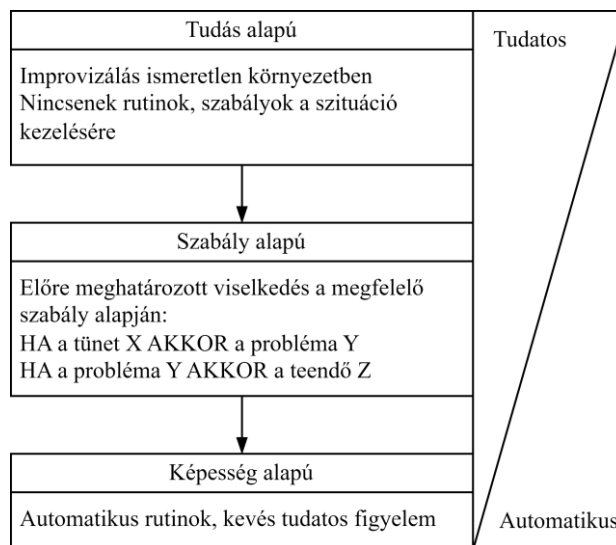 Tudás alapú
Tudatos
Improvizálás ismeretlen környezetben
Nincsenek rutinok, szabályok a szituáció
kezelésére
Szabály alapú
Előre meghatározott viselkedés a megfelelő
szabály alapján:
HA a tünet X AKKOR a probléma Y
HA a probléma Y AKKOR a teendő Z
Képesség alapú
Automatikus rutinok, kevés tudatos figyelem
Automatikus